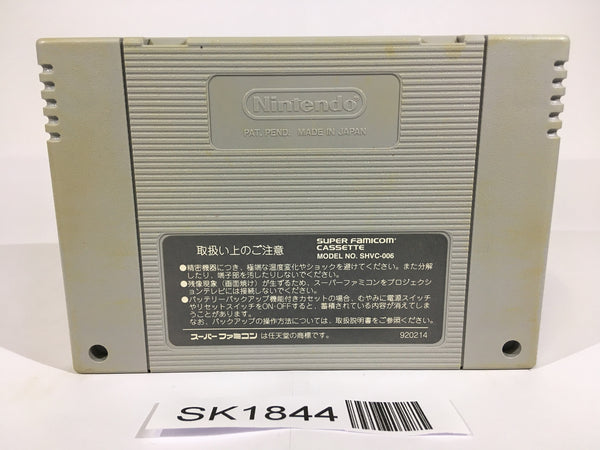 Nintendo
PAT. PEND. MADE IN JAPAN
取扱い上のご注意
SUPER FAMICOM
CASSETTE
MODEL NO. SHVC-006
●精密機器につき、極端な温度変化やショックを避けてください。また分解
したり、端子部を汚したりしないでください。
●残像現象(画面焼け)が生ずるため、スーパーファミコンをプロジェクシ
ョンテレビには接続しないでください。
●バッテリーバックアップ機能付きカセットの場合、むやみに電源スイッチ
やリセットスイッチをON·OFFすると、蓄積されている内容が消えてしま
うことがあります。
なお、バックアップの操作方法については、取扱説明書をご参照ください。
スーパーファミコン は任天堂の商標です。
920214
SK1844